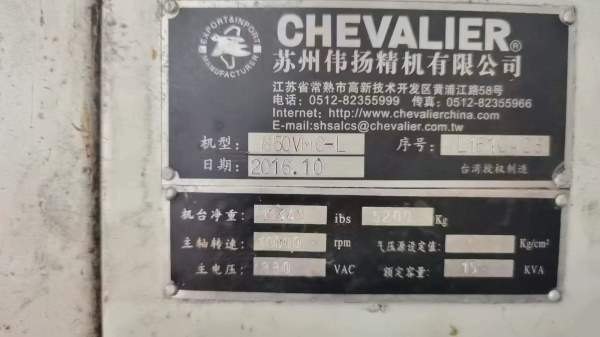 EXPORT&INPORT
MANUFACTURER
CHEVALIER®
苏州伟扬精机有限公司
江苏省常熟市高新技术开发区黄浦江路58号
电话：0512-82355999 传真：0512-82355966
Internet: http://www.chevalierchina.com
E-mail:shsalcs@chevalier.com.tw
机型: 序号:
日期: 2016.10 台湾授权制造
机台净重: ibs Kg
主轴转速: rpm 气压源设定值: Kg/cm²
主电压: VAC 额定容量: 15 KVA